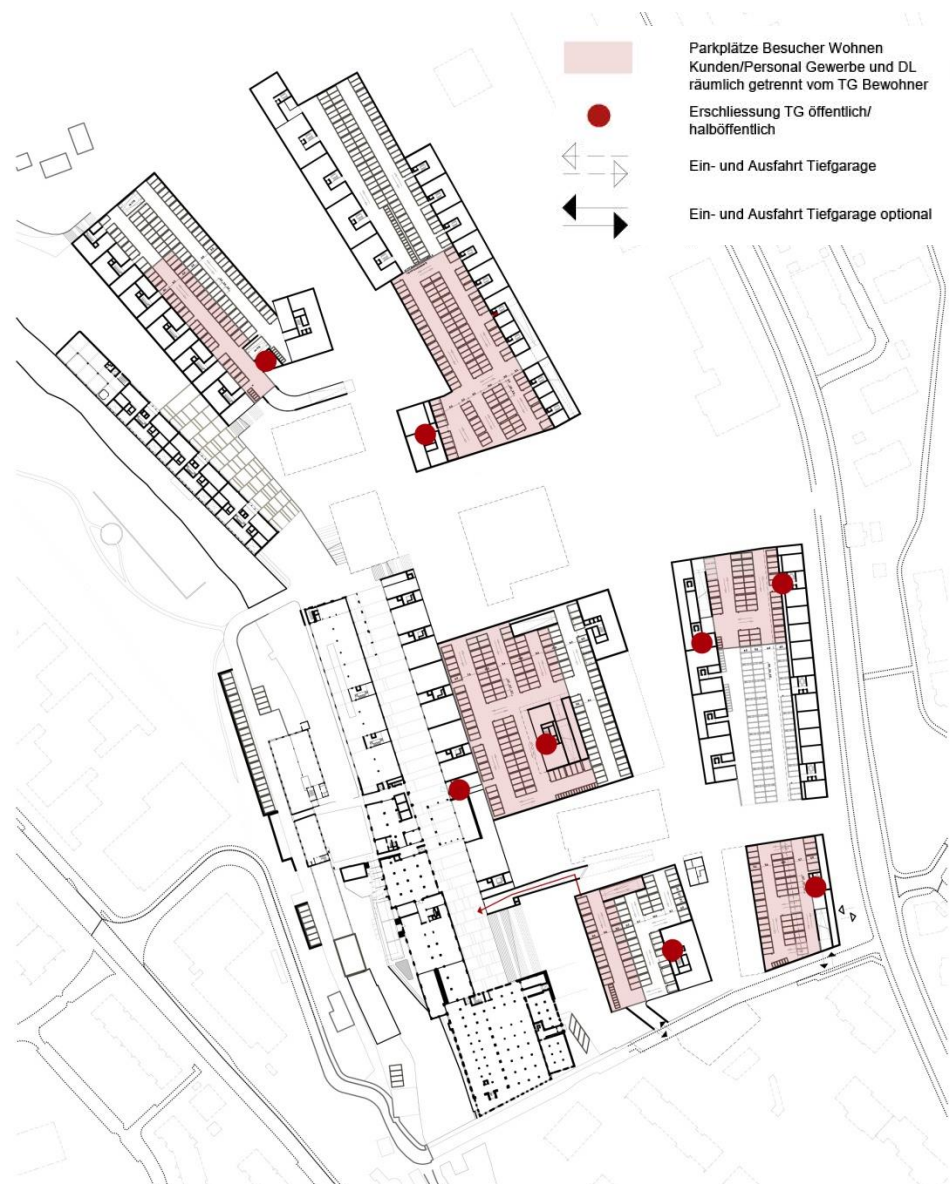 Parkplätze Besucher Wohnen
Kunden/Personal Gewerbe und DL
räumlich getrennt vom TG Bewohner
Erschliessung TG öffentlich/
halböffentlich
Ein- und Ausfahrt Tiefgarage
Ein- und Ausfahrt Tiefgarage optional